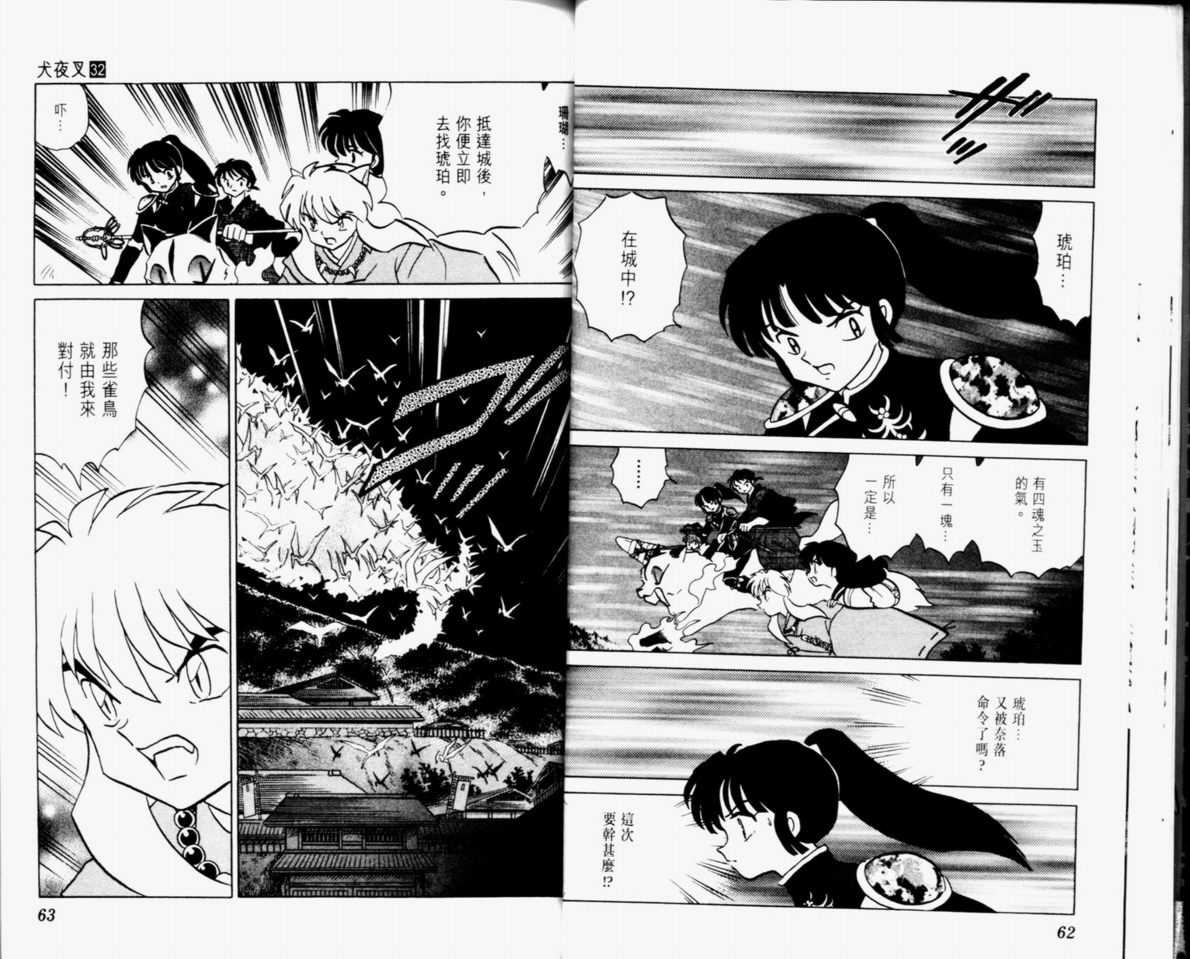 琥珀…
在城中!?
有四魂之玉
的氣。
只有一塊…
所以
一定是…
……
琥珀…
又被奈落
命令了嗎?
這次
要幹甚麼!?
62
犬夜叉32
珊瑚…
抵達城後,
你便立即
去找琥珀。
吓…
那些雀鳥
就由我來
對付!
63